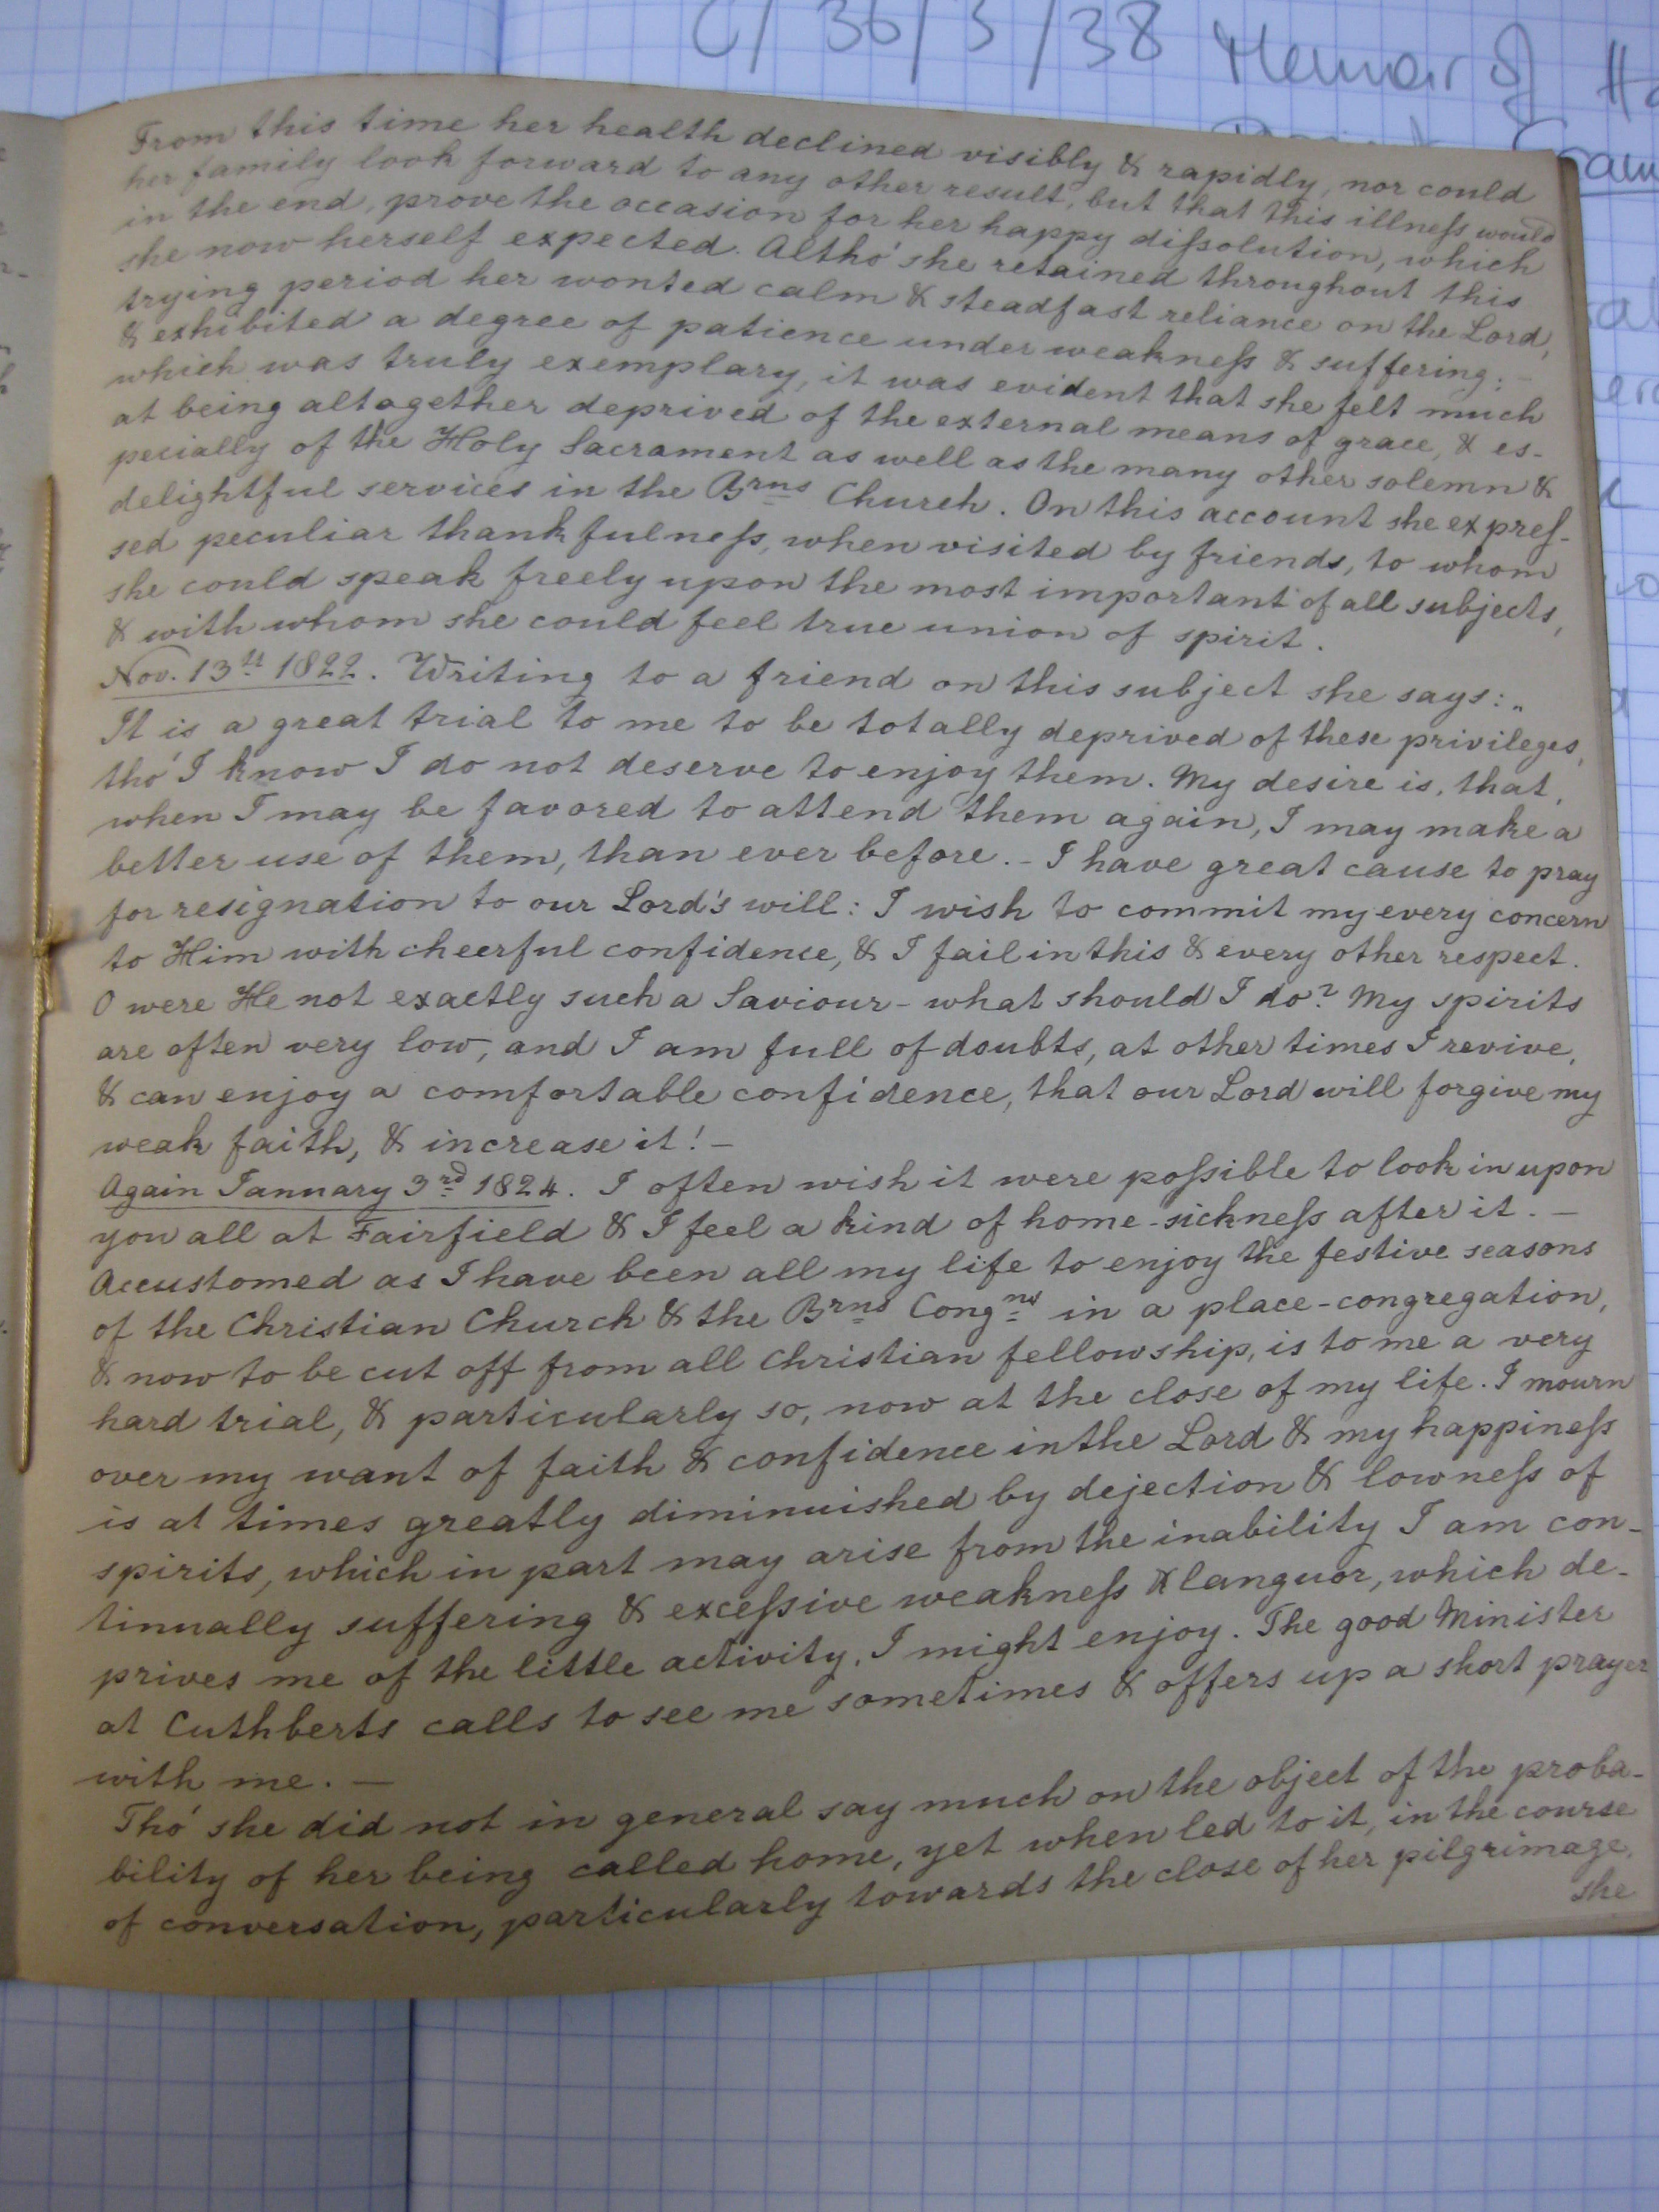 C/36/3/38 Memoir of
From this time her health declined visibly & rapidly, nor could
her family look forward to any other result, but that this illneſs would
in the end, prove the occasion for her happy diſsolution, which
she now herself expected. Altho' she retained throughout this
trying period her wonted calm & steadfast reliance on the Lord,
& exhibited a degree of patience under weakneſs & suffering; –
which was truly exemplary, it was evident that she felt much
at being altogether deprived of the external means of grace, & es-
pecially of the Holy Sacrament as well as the many other solemn &
delightful services in the Brns Church. On this account she expreſ-
sed peculiar thankfulneſs, when visited by friends, to whom
she could speak freely upon the most important of all subjects,
& with whom she could feel true union of spirit.
Nov. 13th 1822. Writing to a friend on this subject she says: „
It is a great trial to me to be totally deprived of these privileges,
tho' I know I do not deserve to enjoy them. My desire is, that,
when I may be favored to attend them again, I may make a
better use of them, than ever before. – I have great cause to pray
for resignation to our Lord's will: I wish to commit my every concern
to Him with cheerful confidence, & I fail in this & every other respect.
O were He not exactly such a Saviour – what should I do? My spirits
are often very low, and I am full of doubts, at other times I revive,
& can enjoy a comfortable confidence, that our Lord will forgive my
weak faith, & increase it! –
Again January 3rd 1824. I often wish it were poſsible to look in upon
you all at Fairfield & I feel a kind of home-sickneſs after it. –
Accustomed as I have been all my life to enjoy the festive seasons
of the Christian Church & the Brns Congns in a place-congregation,
& now to be cut off from all Christian fellowship, is to me a very
hard trial, & particularly so, now at the close of my life. I mourn
over my want of faith & confidence in the Lord & my happineſs
is at times greatly diminuished by dejection & lowneſs of
spirits, which in part may arise from the inability I am con-
tinually suffering & exceſsive weakneſs & languor, which de-
prives me of the little activity, I might enjoy. The good Minister
at Cuthberts calls to see me sometimes & offers up a short prayer
with me. –
Tho' she did not in general say much on the object of the proba-
bility of her being called home, yet when led to it, in the course
of conversation, particularly towards the close of her pilgrimage,
she